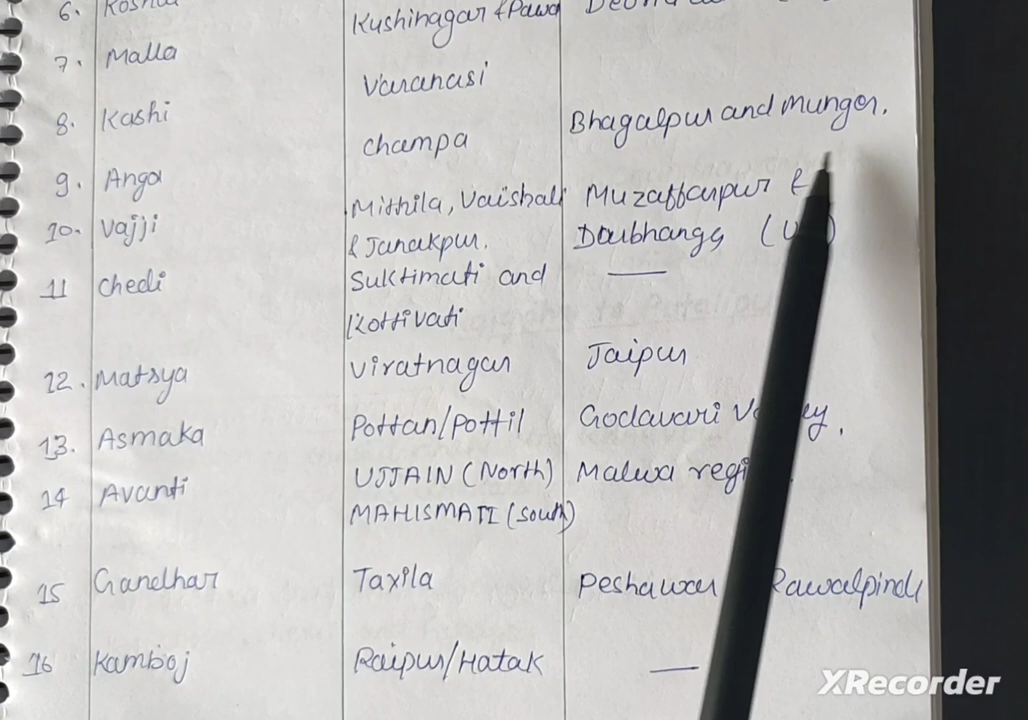 6.
Kushinagar & Pawa
7. Malla
Varanasi
8. Kashi
champa
Bhagalpur and Munger.
9. Anga
Mithila, Vaishali
Muzaffarpur &
10. Vajji
& Janakpur.
Darbhanga
11 Chedi
Suktimati and
—
Kottivati
12. Matsya
Viratnagar
Jaipur
13. Asmaka
Pottan/Pottil
Godavari
14 Avanti
UJJAIN (North)
Malwa
MAHISMATI (South)
15 Gandhar
Taxila
Peshawar Rawalpindi
16 Kamboj
Raipur/Hatak
—
XRecorder